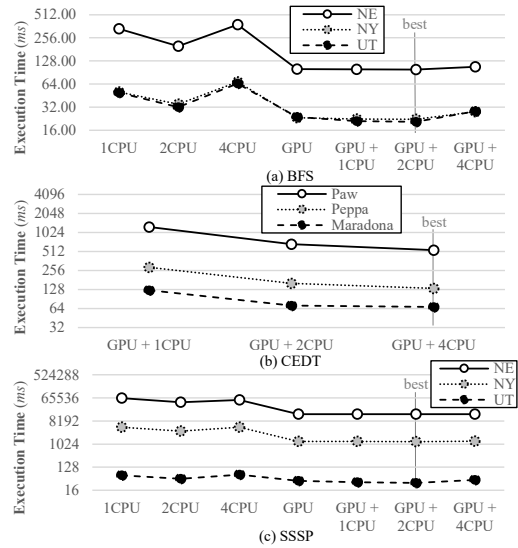 Execution Time (ms)
512.00
256.00
128.00
64.00
32.00
16.00
NE
NY
UT
best
1CPU 2CPU 4CPU GPU GPU + 1CPU GPU + 2CPU GPU + 4CPU
(a) BFS
Execution Time (ms)
4096
2048
1024
512
256
128
64
32
Paw
Peppa
Maradona
best
GPU + 1CPU GPU + 2CPU GPU + 4CPU
(b) CEDT
Execution Time (ms)
524288
65536
8192
1024
128
16
best
NE
NY
UT
1CPU 2CPU 4CPU GPU GPU + 1CPU GPU + 2CPU GPU + 4CPU
(c) SSSP